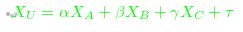 X_U = αX_A + βX_B + γX_C + τ